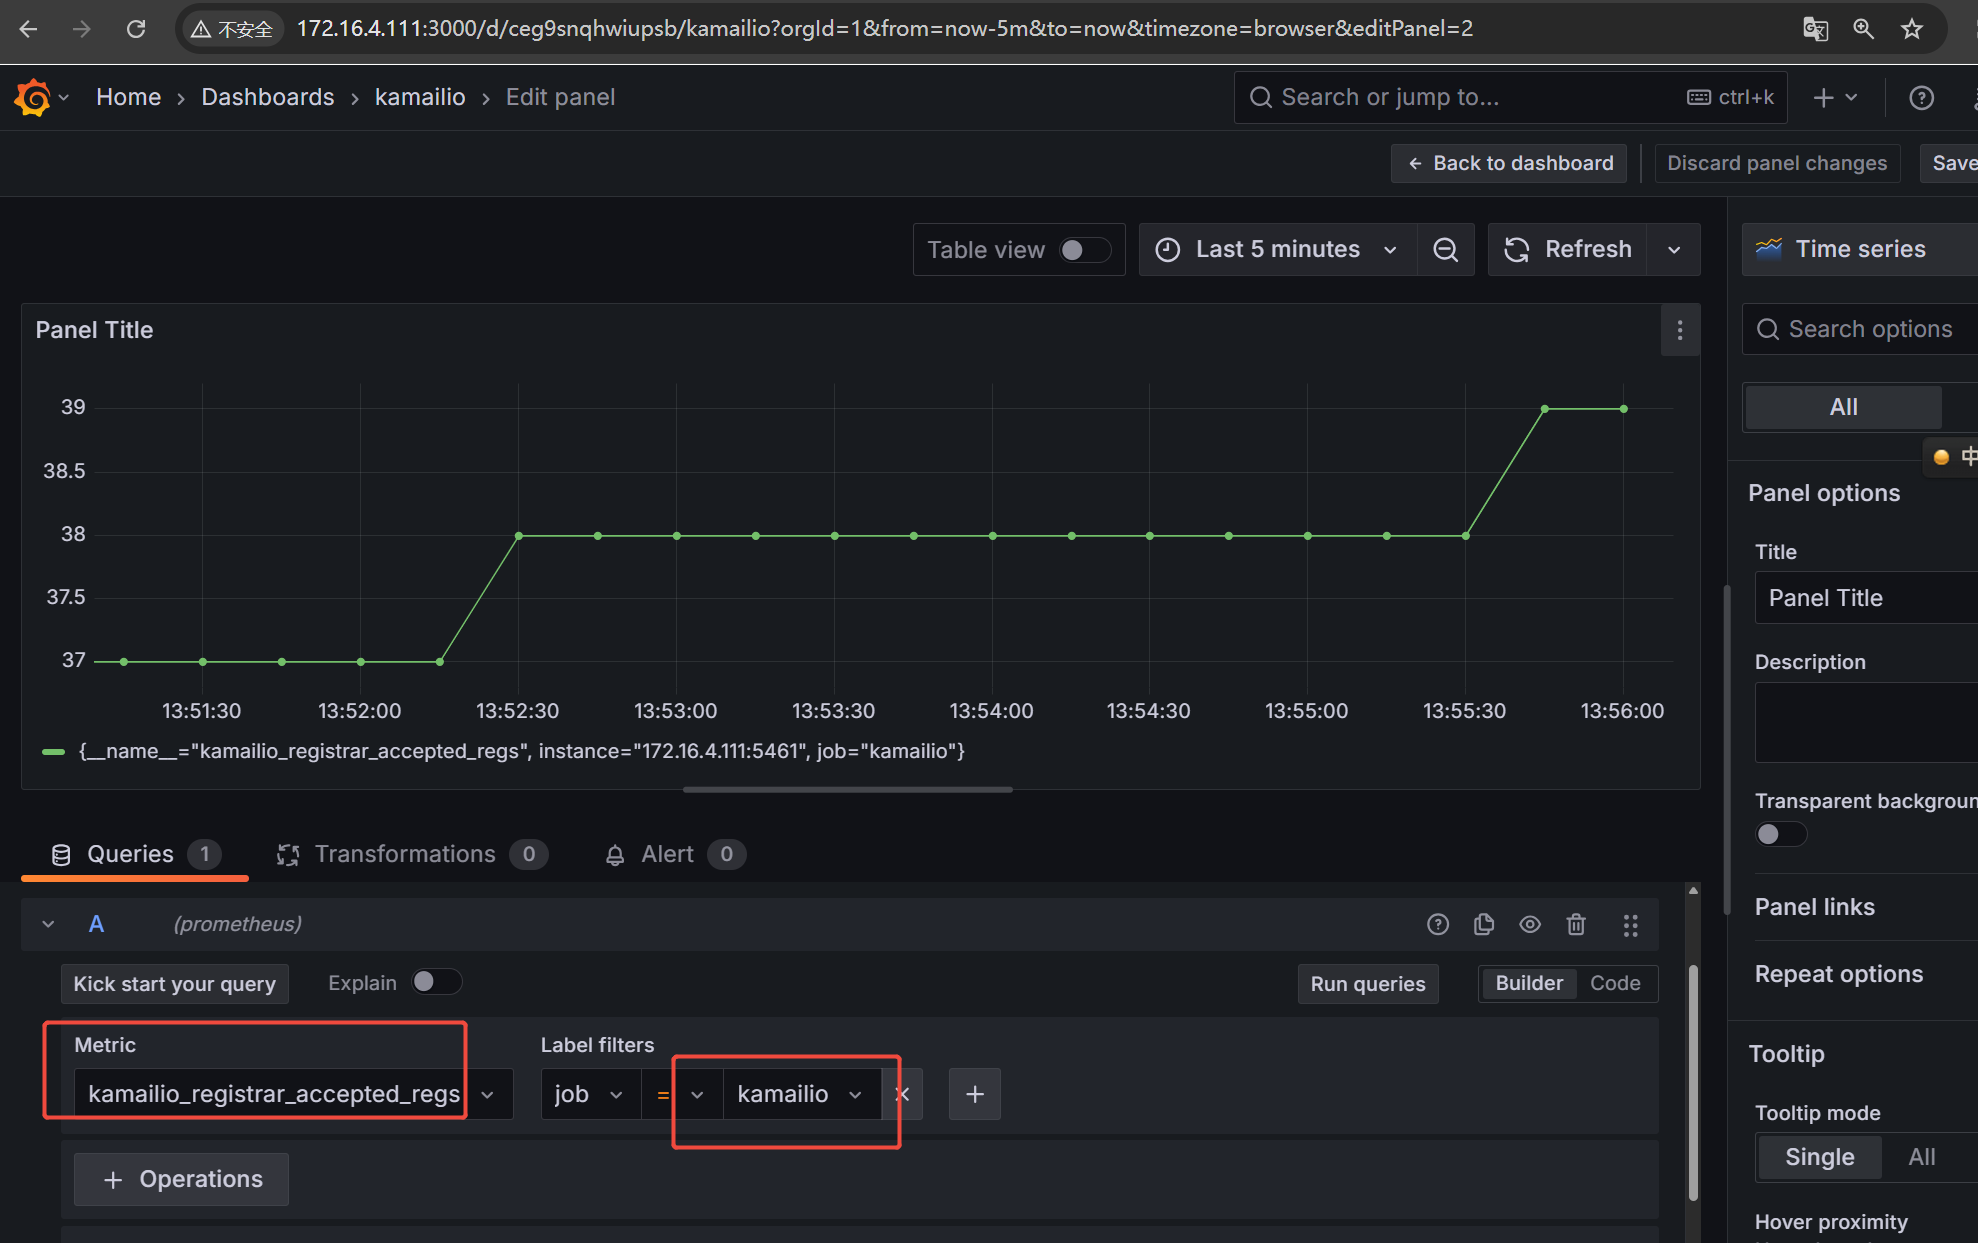 不安全 172.16.4.111:3000/d/ceg9snqhwiupsb/kamailio?orgId=1&from=now-5m&to=now&timezone=browser&editPanel=2
Home › Dashboards › kamailio › Edit panel
Search or jump to... ctrl+k
Back to dashboard
Discard panel changes
Save
Table view
Last 5 minutes
Refresh
Time series
Panel Title
Search options
All
中
39
38.5
38
37.5
37
13:51:30 13:52:00 13:52:30 13:53:00 13:53:30 13:54:00 13:54:30 13:55:00 13:55:30 13:56:00
{__name__="kamailio_registrar_accepted_regs", instance="172.16.4.111:5461", job="kamailio"}
Panel options
Title
Panel Title
Description
Transparent backgroun
Panel links
Repeat options
Tooltip
Tooltip mode
Single All
Hover proximity
Queries 1
Transformations 0
Alert 0
A (prometheus)
Kick start your query
Explain
Run queries
Builder Code
Metric
Label filters
kamailio_registrar_accepted_regs
job = kamailio
+ Operations